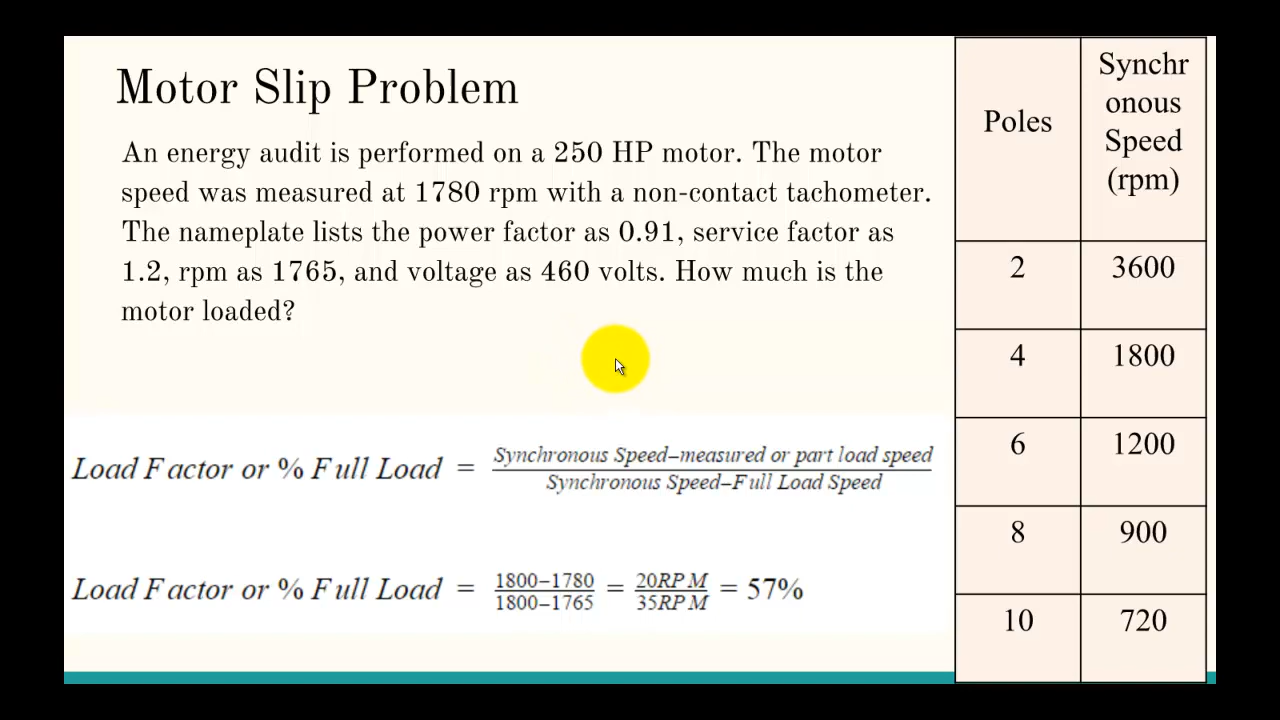 Motor Slip Problem
An energy audit is performed on a 250 HP motor. The motor
speed was measured at 1780 rpm with a non-contact tachometer.
The nameplate lists the power factor as 0.91, service factor as
1.2, rpm as 1765, and voltage as 460 volts. How much is the
motor loaded?
Load Factor or % Full Load = Synchronous Speed–measured or part load speed
Synchronous Speed–Full Load Speed
Load Factor or % Full Load = 1800–1780 = 20RPM = 57%
1800–1765 35RPM
Poles
Synchr
onous
Speed
(rpm)
2 3600
4 1800
6 1200
8 900
10 720